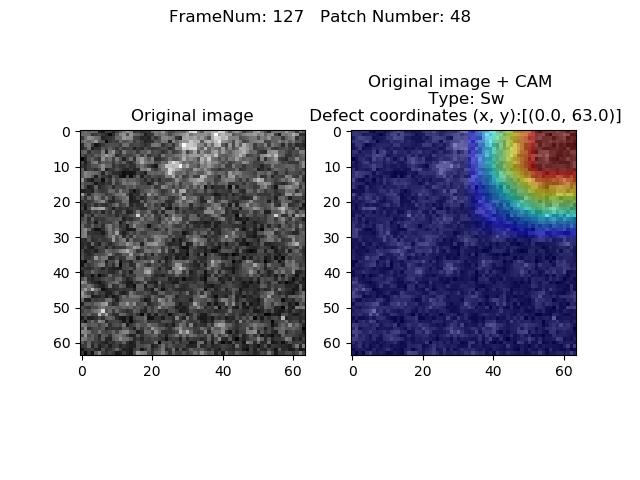 FrameNum: 127   Patch Number: 48
Original image
Original image + CAM
Type: Sw
Defect coordinates (x, y):[(0.0, 63.0)]
0
10
20
30
40
50
60
0 20 40 60
0
10
20
30
40
50
60
0 20 40 60